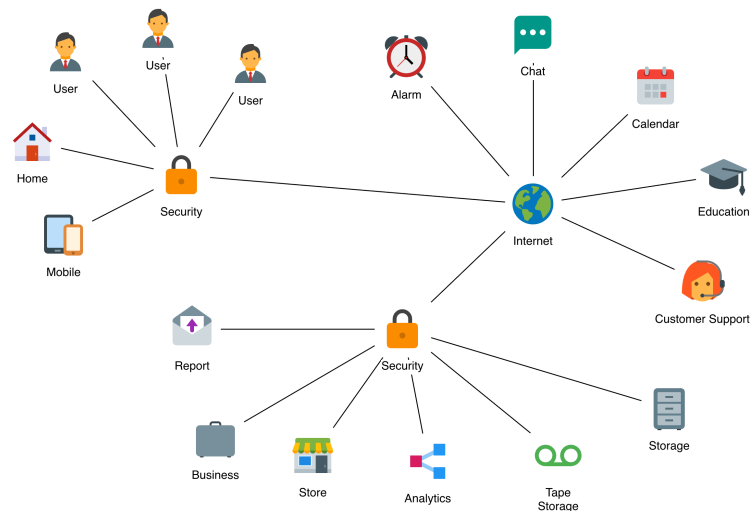 User
User
User
Alarm
Chat
Calendar
Home
Security
Education
Mobile
Internet
Customer Support
Report
Security
Business
Store
Analytics
Tape
Storage
Storage